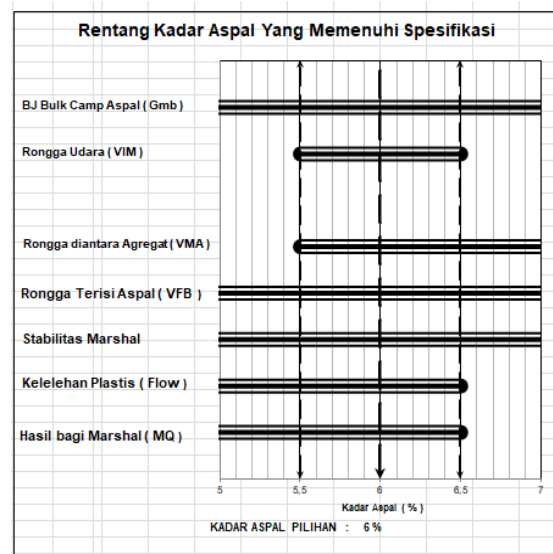 Rentang Kadar Aspal Yang Memenuhi Spesifikasi
BJ Bulk Camp Aspal ( Gmb )
Rongga Udara ( VIM )
Rongga diantara Agregat ( VMA )
Rongga Terisi Aspal ( VFB )
Stabilitas Marshal
Kelelehan Plastis ( Flow )
Hasil bagi Marshal ( MQ )
5 5,5 6 6,5 7
Kadar Aspal ( % )
KADAR ASPAL PILIHAN : 6 %